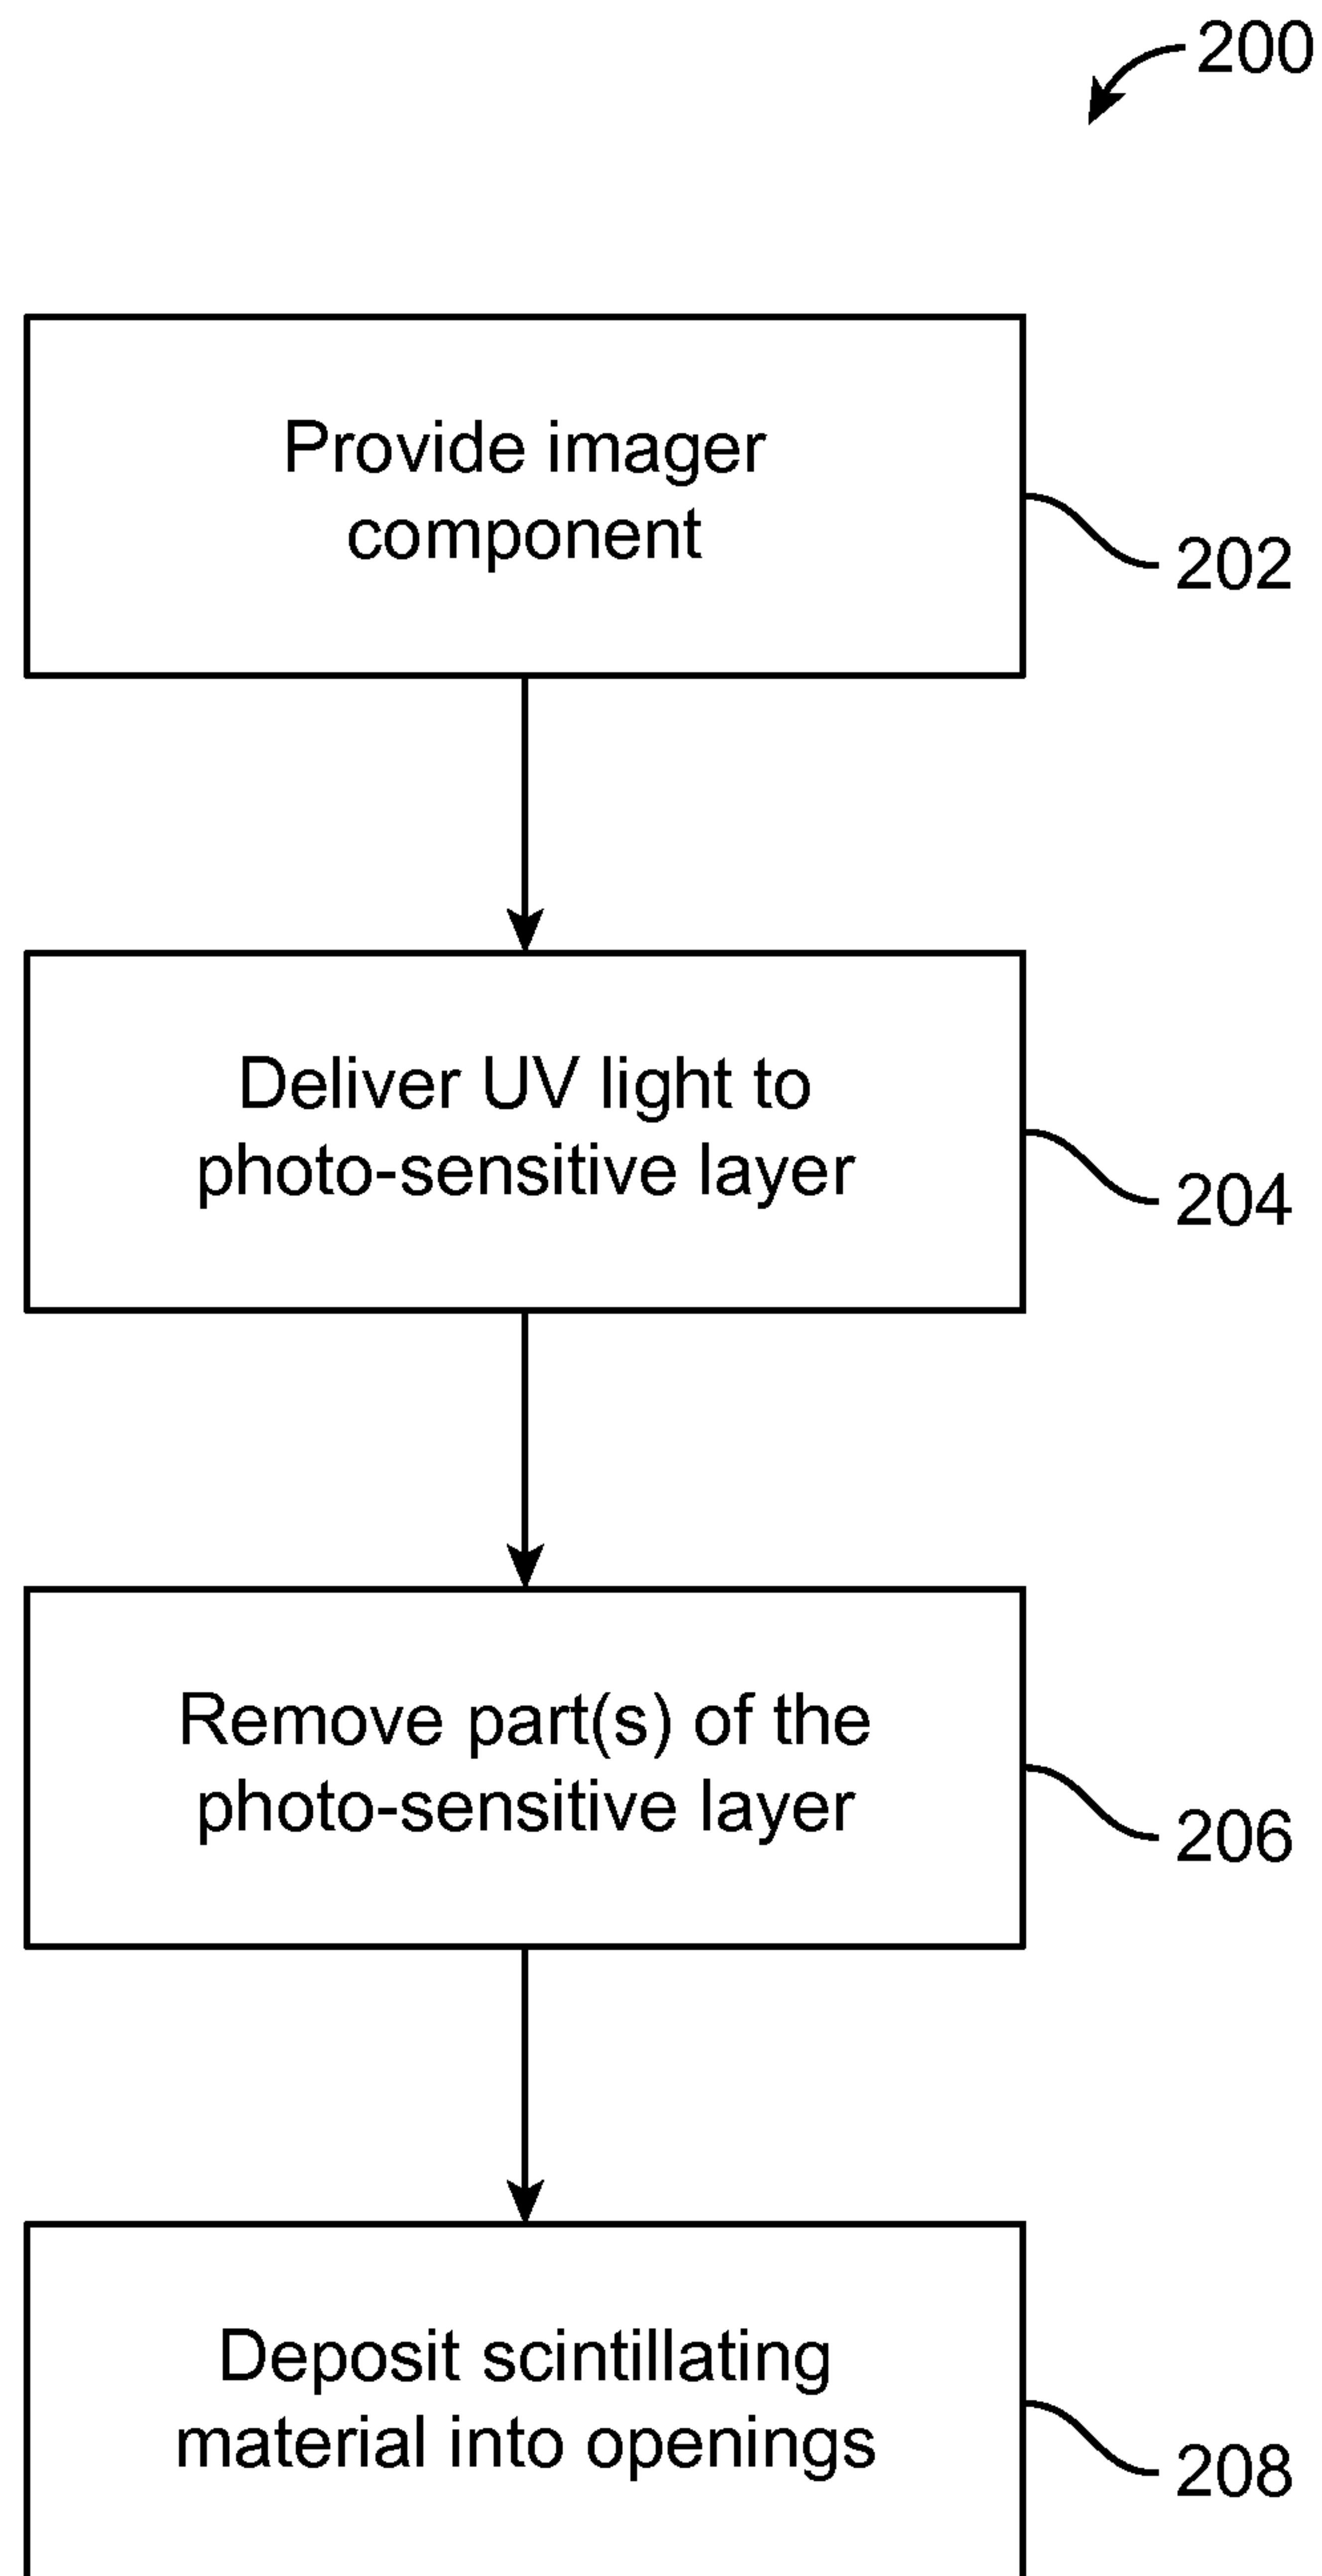 200
Provide imager
component
202
Deliver UV light to
photo-sensitive layer
204
Remove part(s) of the
photo-sensitive layer
206
Deposit scintillating
material into openings
208